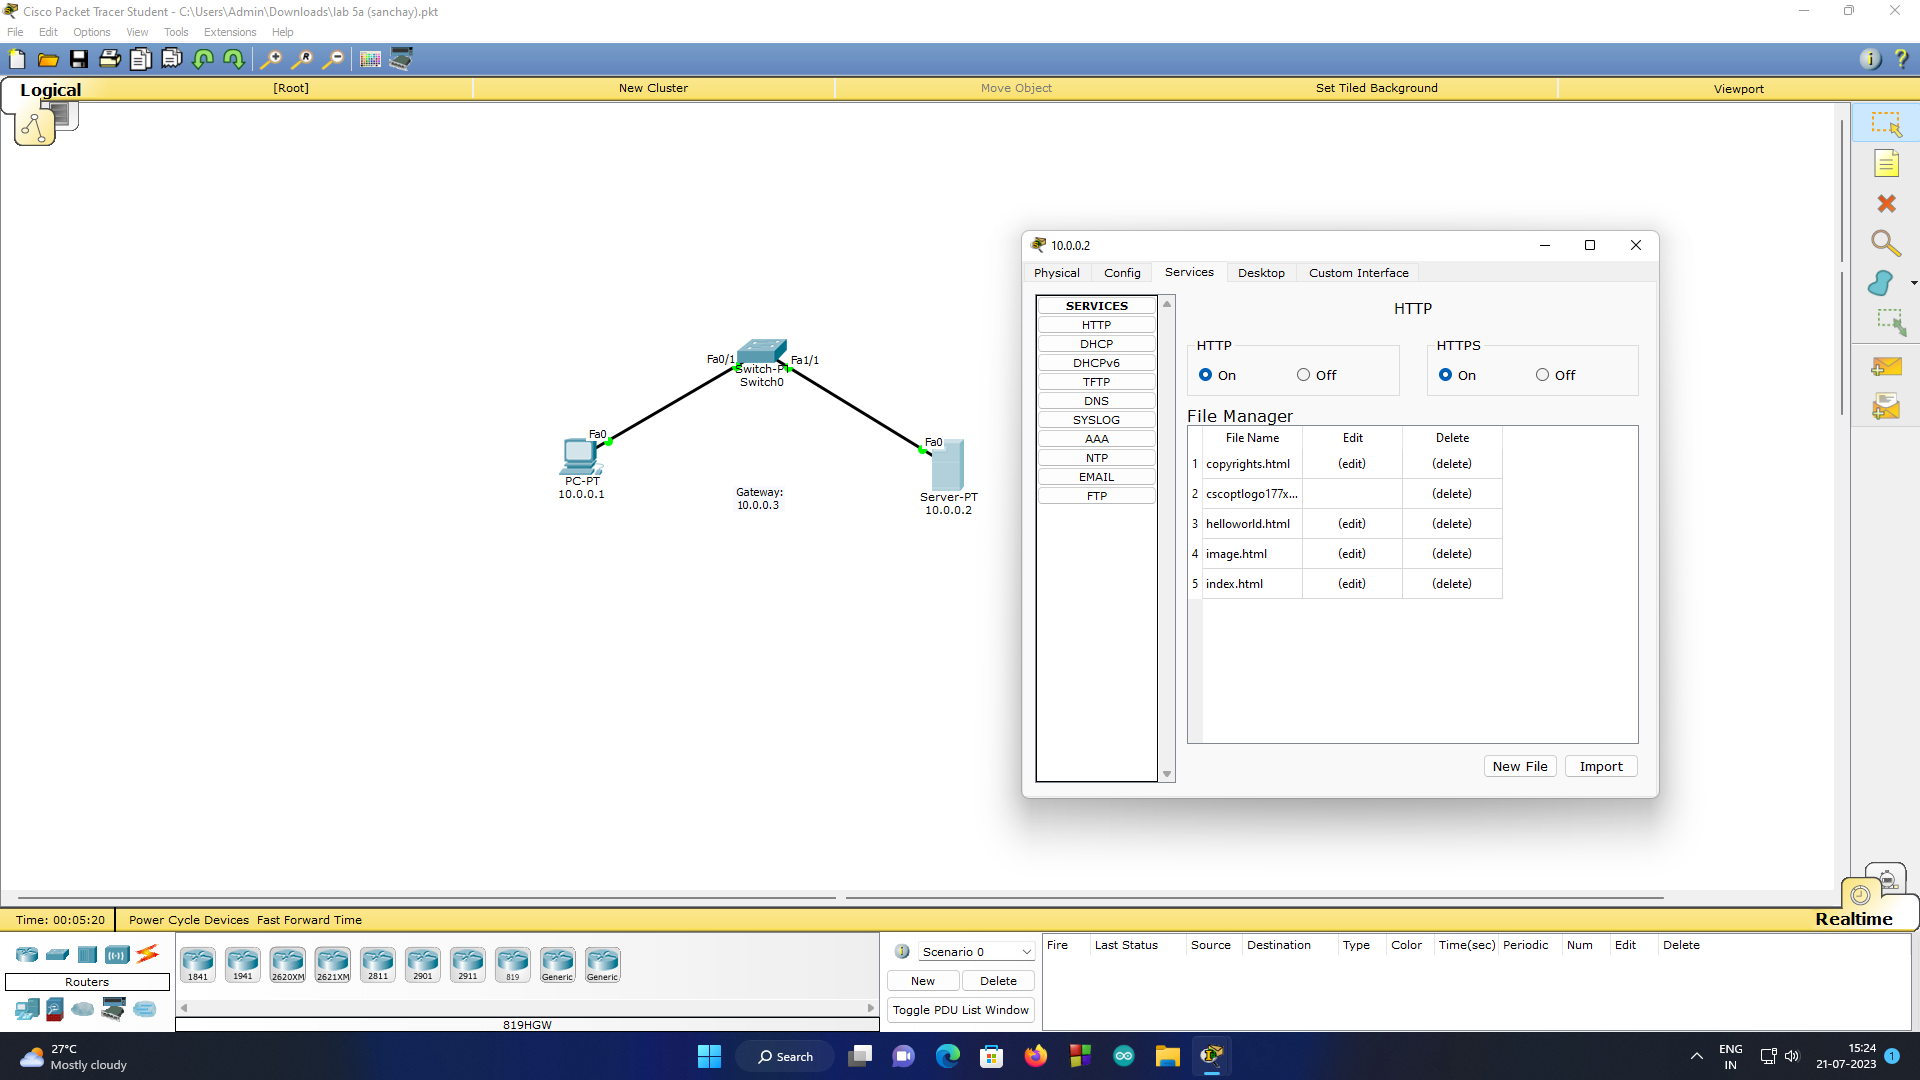 Cisco Packet Tracer Student - C:\Users\Admin\Downloads\lab 5a (sanchay).pkt
File Edit Options View Tools Extensions Help
Logical [Root] New Cluster Move Object Set Tiled Background Viewport
10.0.0.2
Physical Config Services Desktop Custom Interface
SERVICES
HTTP
DHCP
DHCPv6
TFTP
DNS
SYSLOG
AAA
NTP
EMAIL
FTP
HTTP
HTTP HTTPS
On Off On Off
File Manager
File Name Edit Delete
1 copyrights.html (edit) (delete)
2 cscoptlogo177x... (delete)
3 helloworld.html (edit) (delete)
4 image.html (edit) (delete)
5 index.html (edit) (delete)
New File Import
Fa0/1 Fa1/1
Switch-PT
Switch0
Fa0
PC-PT
10.0.0.1
Gateway:
10.0.0.3
Fa0
Server-PT
10.0.0.2
Time: 00:05:20 Power Cycle Devices Fast Forward Time Realtime
Routers
1841 1941 2620XM 2621XM 2811 2901 2911 819 Generic Generic
819HGW
Scenario 0
New Delete
Toggle PDU List Window
Fire Last Status Source Destination Type Color Time(sec) Periodic Num Edit Delete
27°C
Mostly cloudy
Search
ENG
IN
15:24
21-07-2023
1